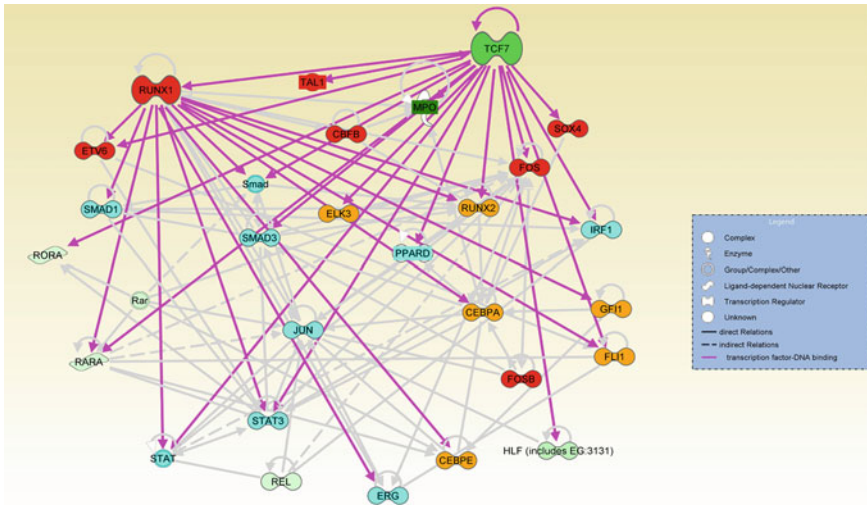 TCF7
RUNX1
TAL1
MPO
CBFB
SOX4
ETV6
FOS
Smad
SMAD1
ELK3
RUNX2
SMAD3
IRF1
RORA
PPARD
Rar
CEBPA
GFI1
JUN
RARA
FLI1
FOSB
STAT3
STAT
CEBPE
HLF (includes EG:3131)
REL
ERG
Legend
Complex
Enzyme
Group/Complex/Other
Ligand-dependent Nuclear Receptor
Transcription Regulator
Unknown
direct Relations
indirect Relations
transcription factor-DNA binding